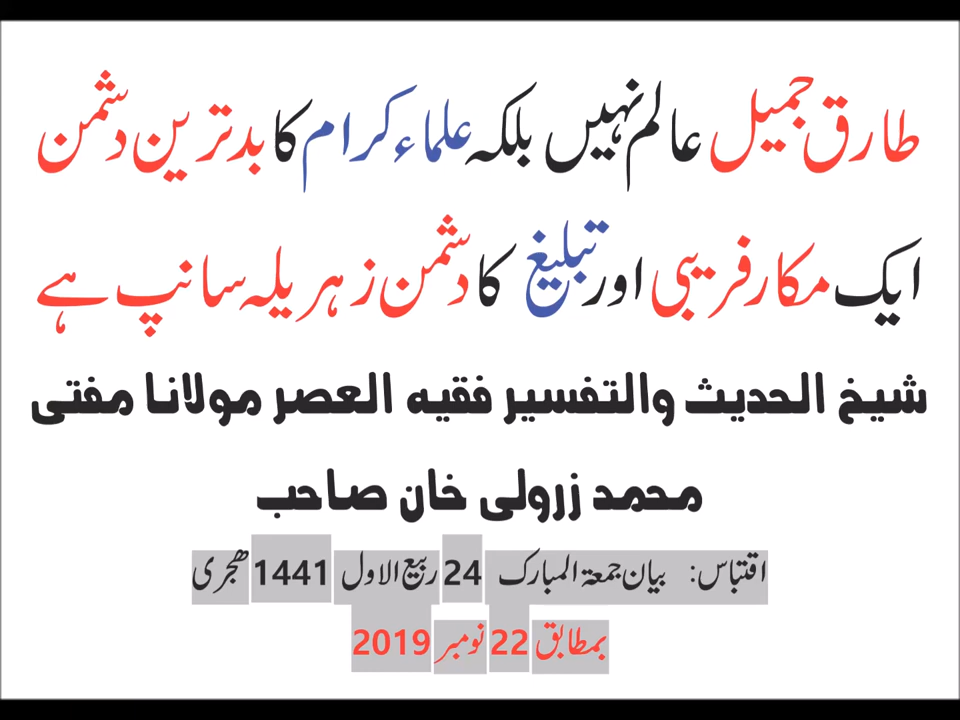 طارق جمیل عالم نہیں بلکہ علماء کرام کا بدترین دشمن
ایک مکار فریبی اور تبلیغ کا دشمن زہریلہ سانپ ہے
شیخ الحدیث والتفسیر فقیہ العصر مولانا مفتی
محمد زرولی خان صاحب
اقتباس: بیان جمعۃ المبارک 24 ربیع الاول 1441 ھجری
بمطابق 22 نومبر 2019